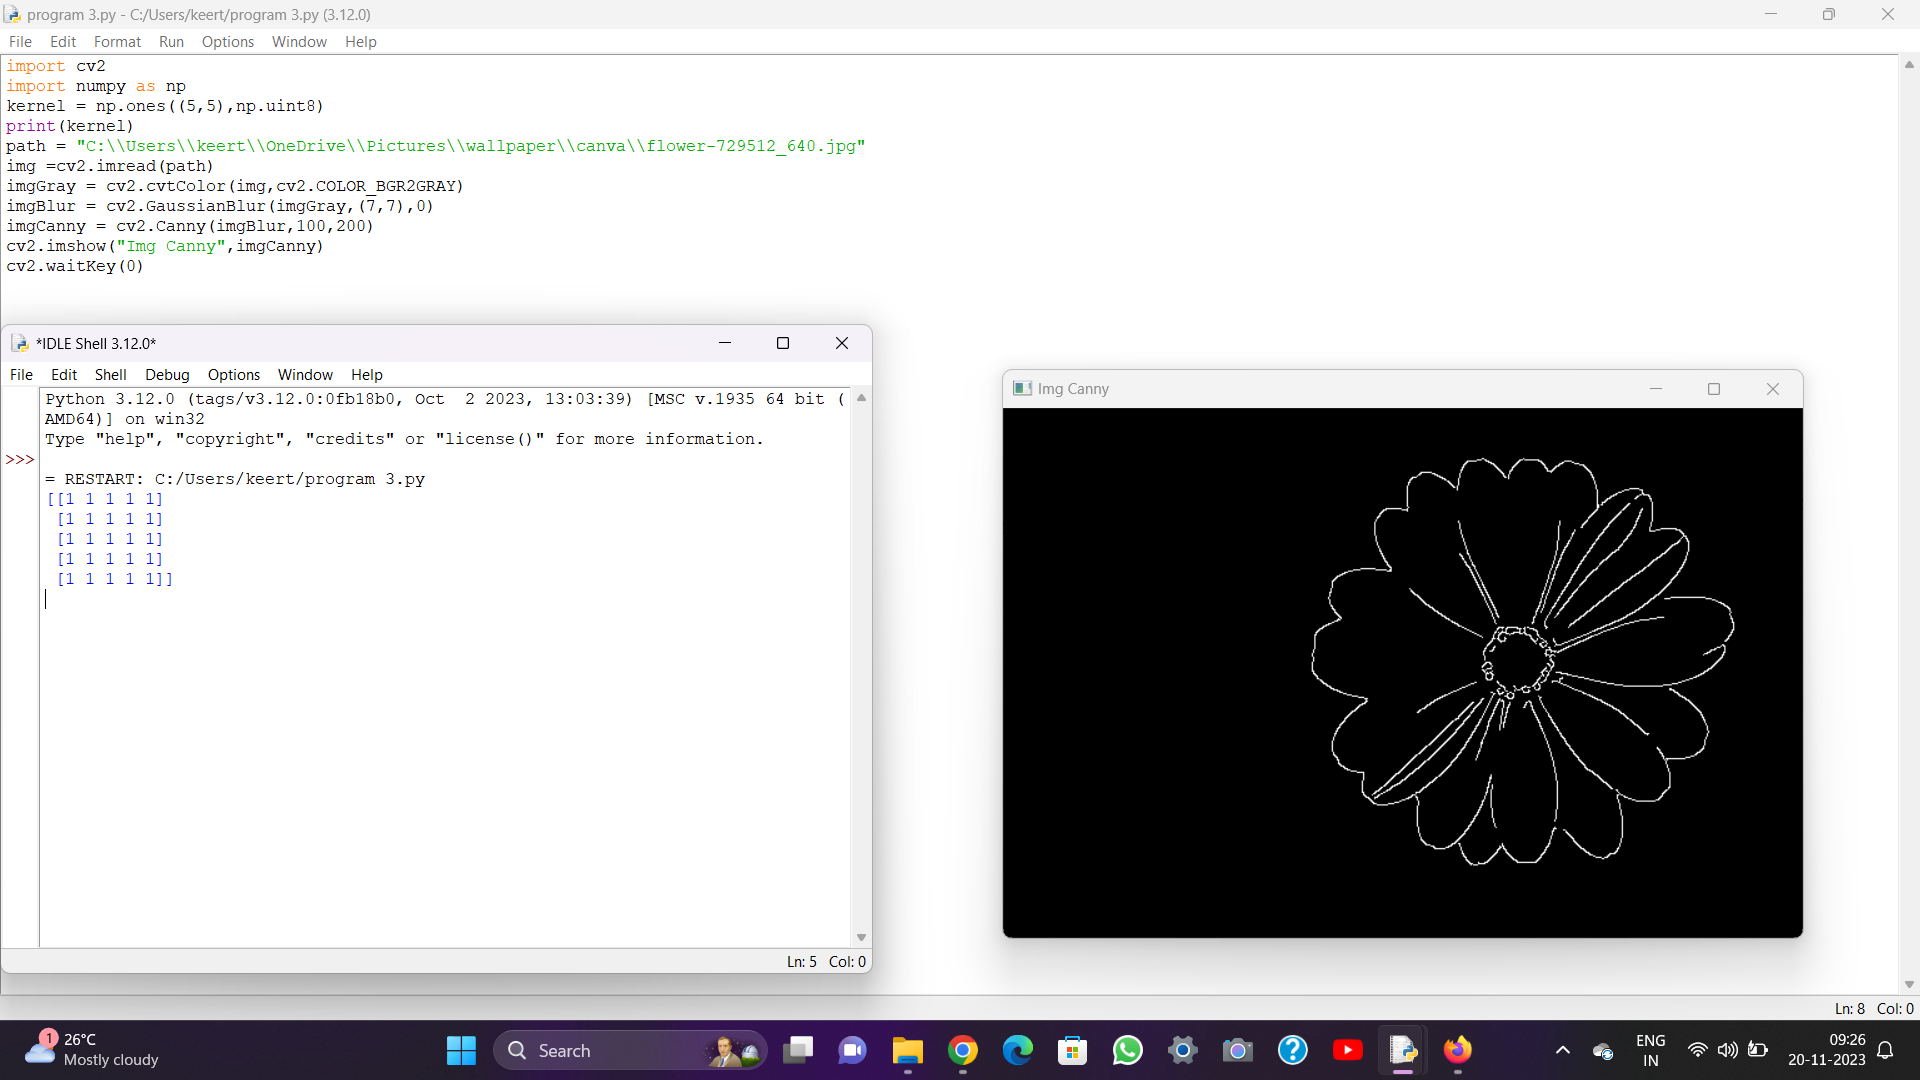 program 3.py - C:/Users/keert/program 3.py (3.12.0)
File Edit Format Run Options Window Help
import cv2
import numpy as np
kernel = np.ones((5,5),np.uint8)
print(kernel)
path = "C:\\Users\\keert\\OneDrive\\Pictures\\wallpaper\\canva\\flower-729512_640.jpg"
img =cv2.imread(path)
imgGray = cv2.cvtColor(img,cv2.COLOR_BGR2GRAY)
imgBlur = cv2.GaussianBlur(imgGray,(7,7),0)
imgCanny = cv2.Canny(imgBlur,100,200)
cv2.imshow("Img Canny",imgCanny)
cv2.waitKey(0)
*IDLE Shell 3.12.0*
File Edit Shell Debug Options Window Help
Python 3.12.0 (tags/v3.12.0:0fb18b0, Oct  2 2023, 13:03:39) [MSC v.1935 64 bit (
AMD64)] on win32
Type "help", "copyright", "credits" or "license()" for more information.
>>>
= RESTART: C:/Users/keert/program 3.py
[[1 1 1 1 1]
 [1 1 1 1 1]
 [1 1 1 1 1]
 [1 1 1 1 1]
 [1 1 1 1 1]]
Ln: 5 Col: 0
Img Canny
Ln: 8 Col: 0
1
26°C
Mostly cloudy
Search
ENG
IN
09:26
20-11-2023